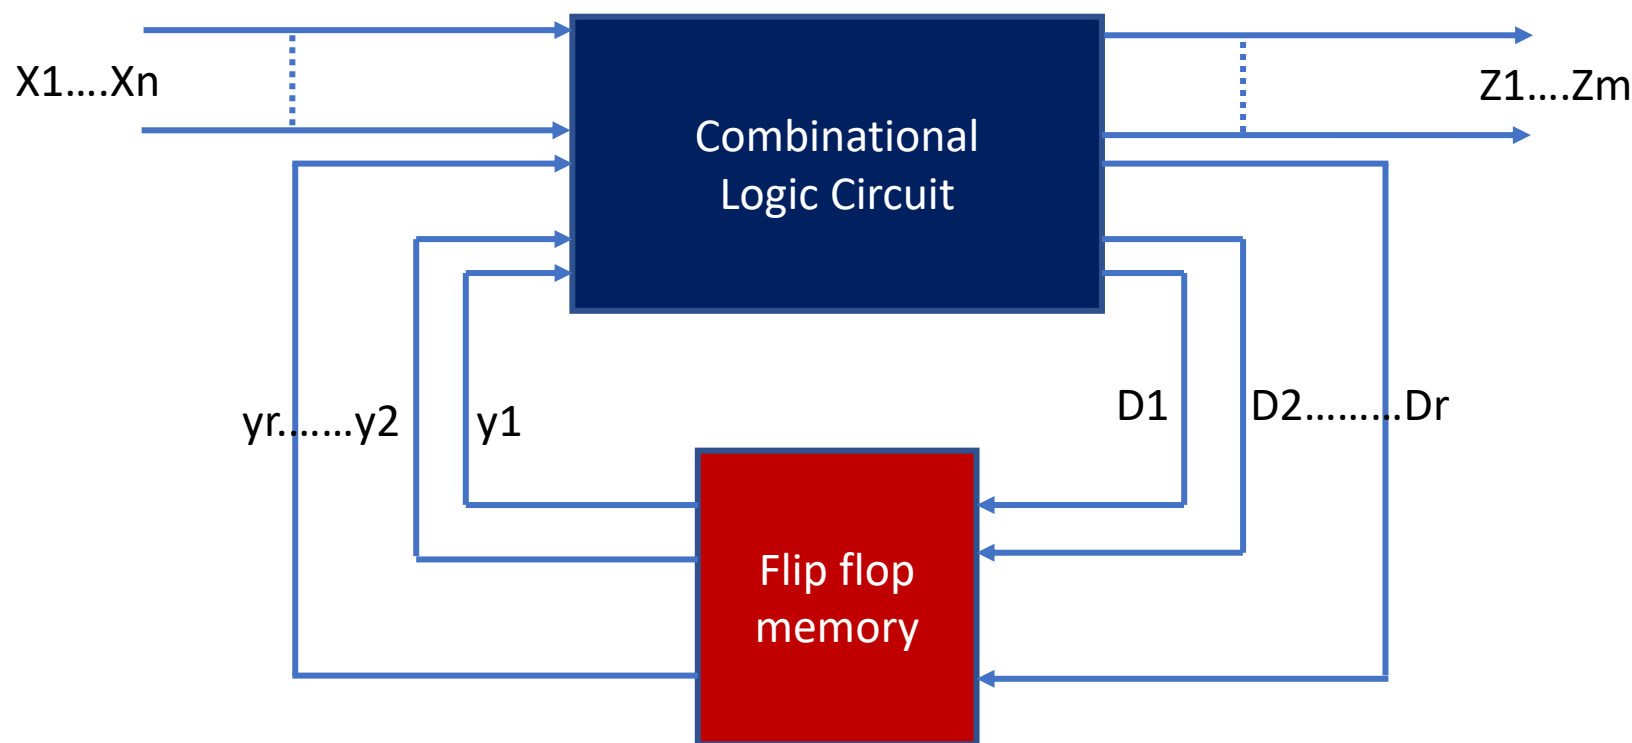 X1....Xn
Z1....Zm
Combinational
Logic Circuit
yr.......y2
y1
D1
D2.........Dr
Flip flop
memory